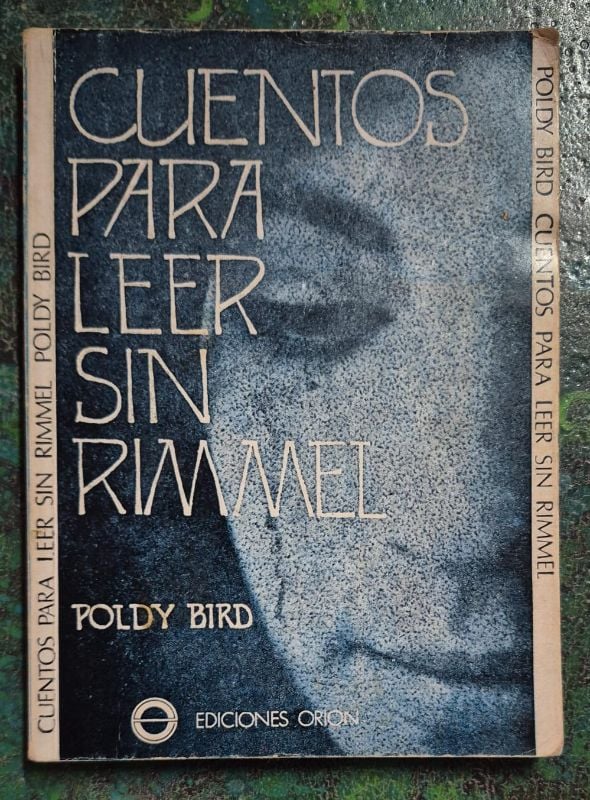 CUENTOS
PARA
LEER
SIN
RIMMEL
POLDY BIRD
EDICIONES ORION
CUENTOS PARA LEER SIN RIMMEL POLDY BIRD
POLDY BIRD CUENTOS PARA LEER SIN RIMMEL